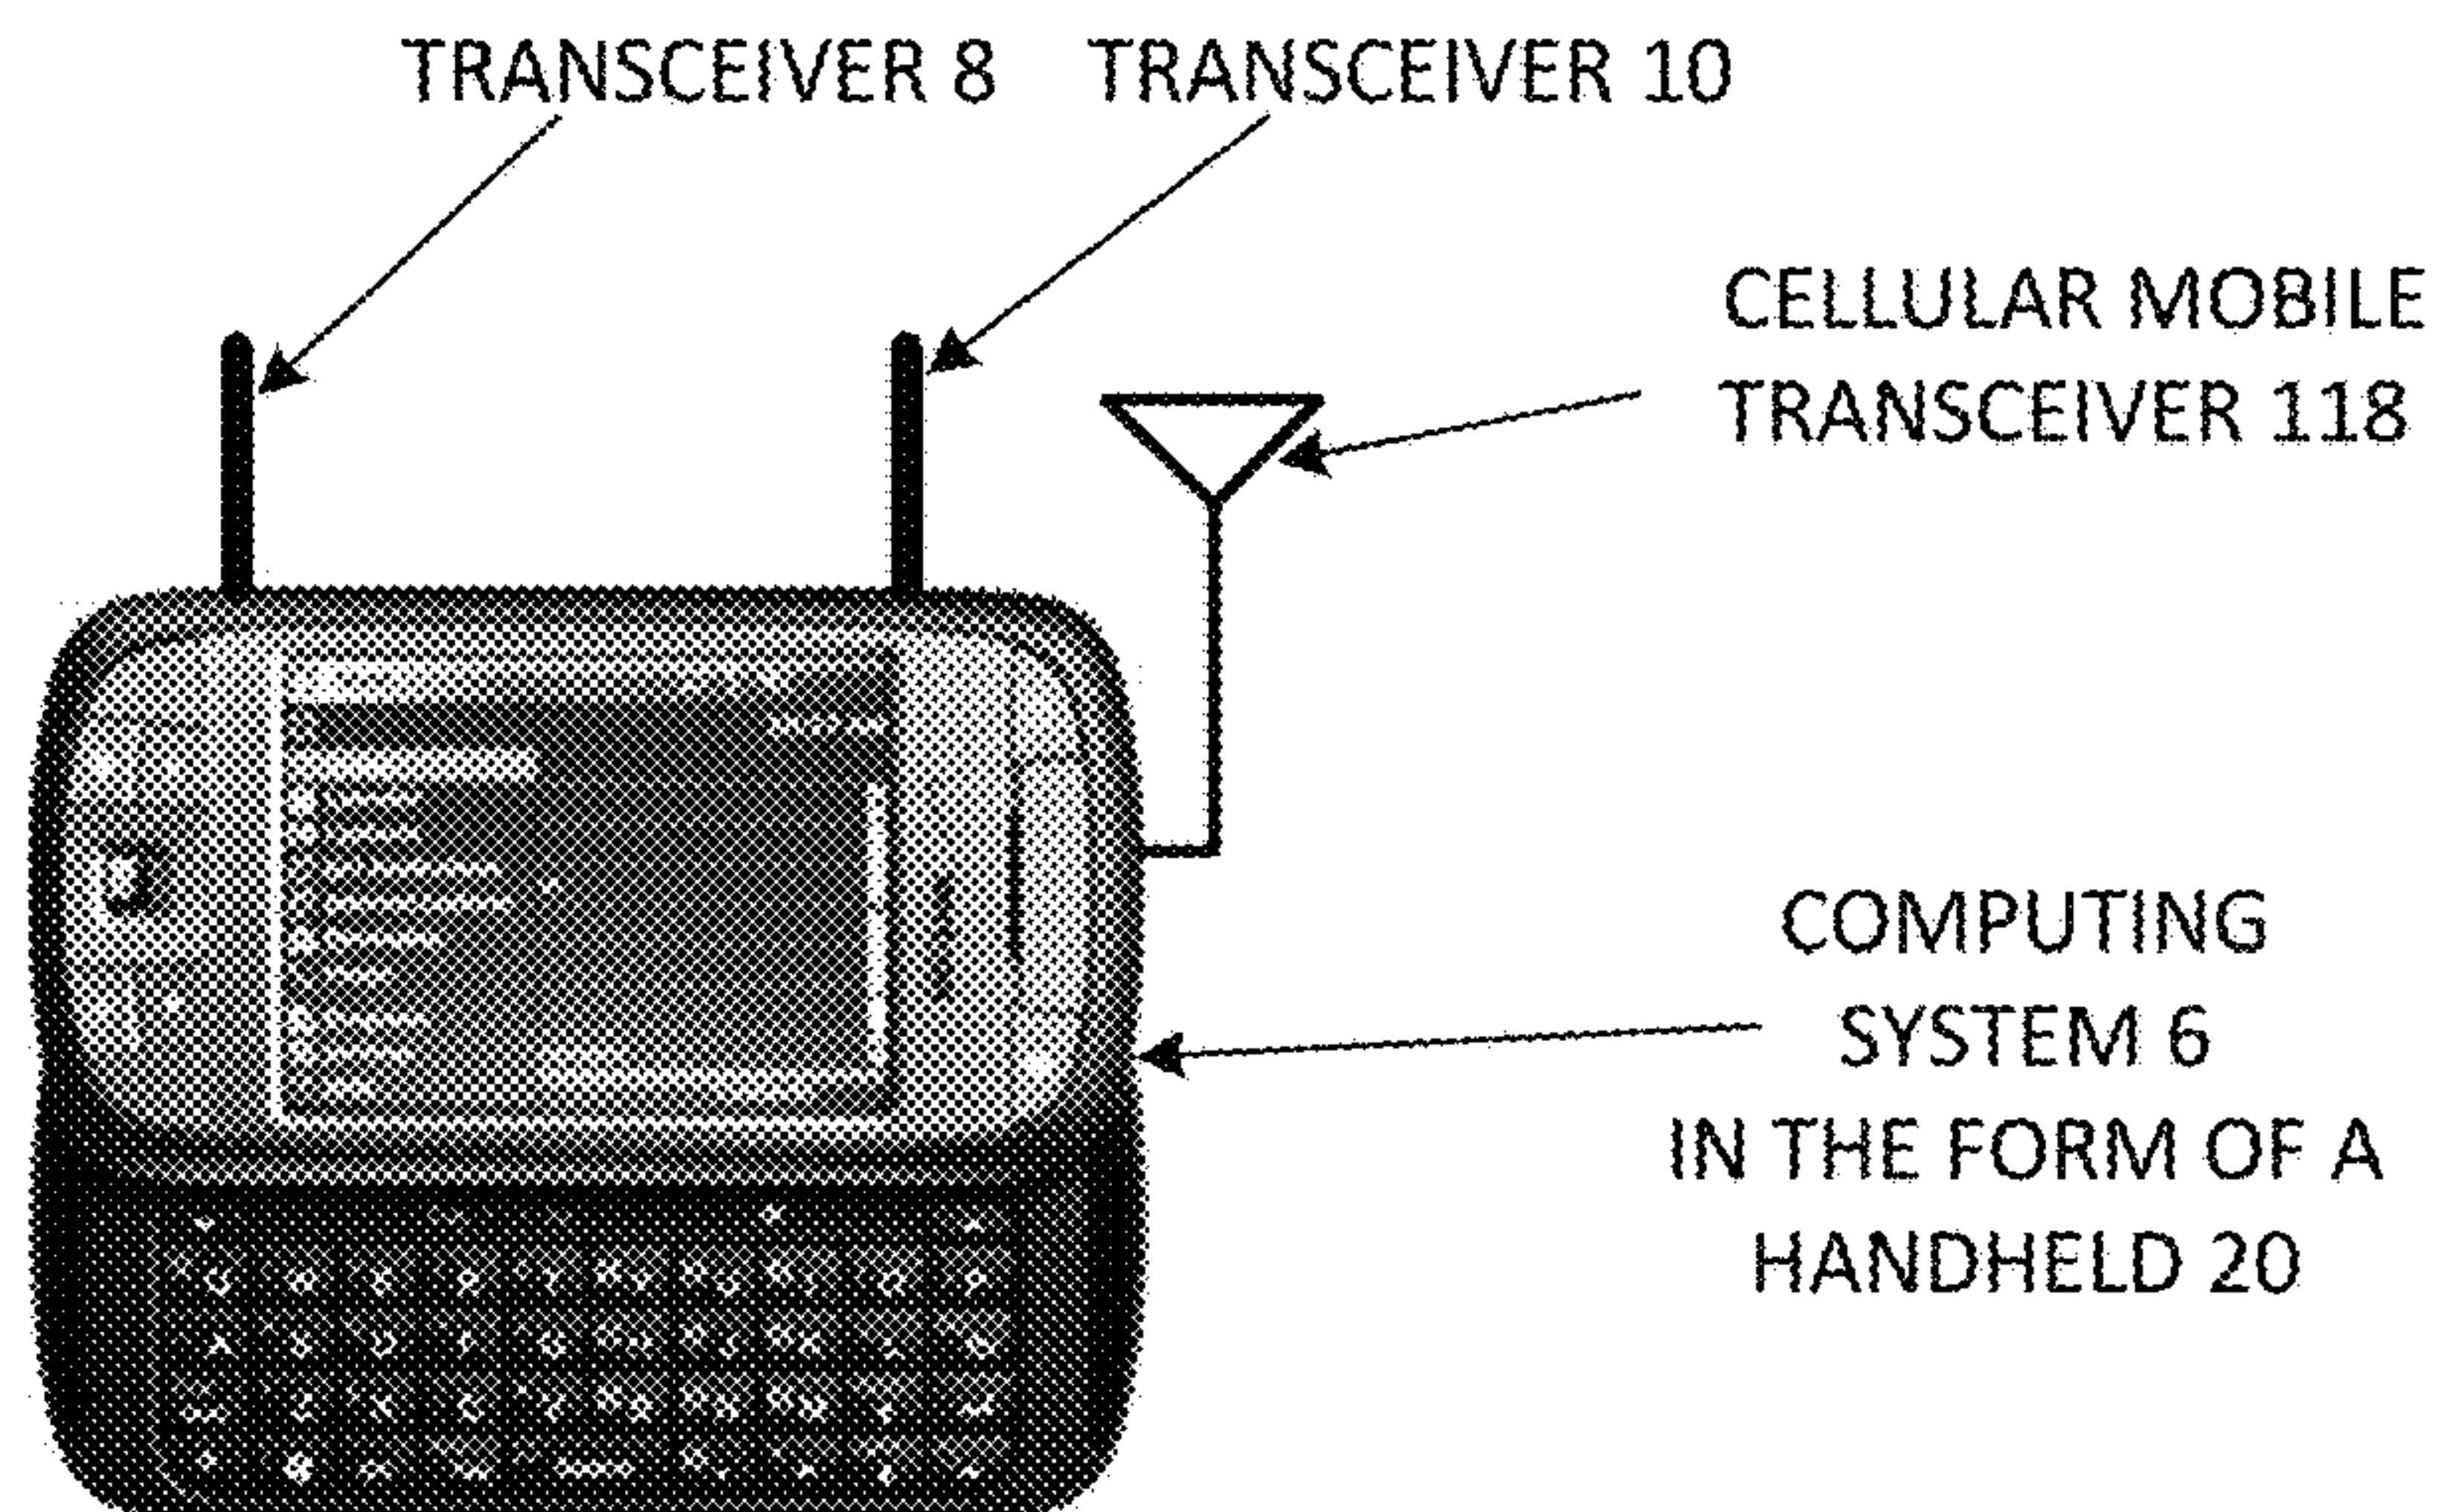 TRANSCEIVER 8 TRANSCEIVER 10
CELLULAR MOBILE
TRANSCEIVER 118
COMPUTING
SYSTEM 6
IN THE FORM OF A
HANDHELD 20